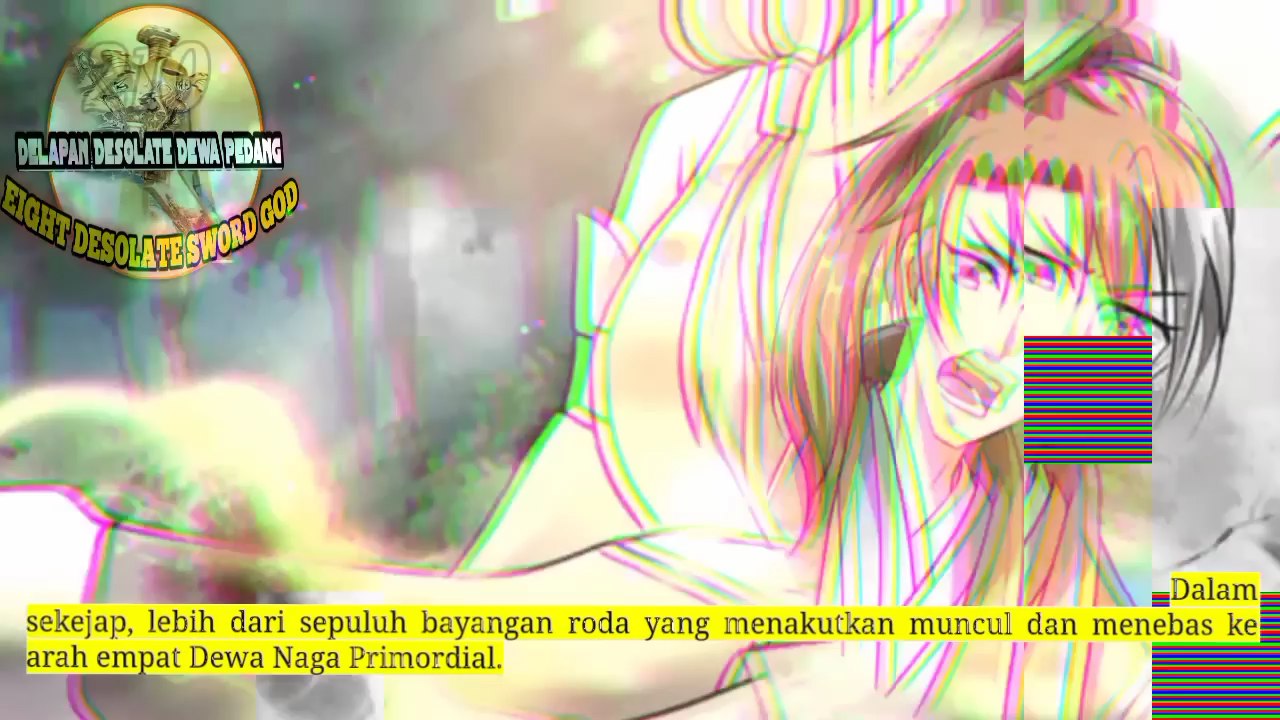 DELAPAN DESOLATE DEWA PEDANG
EIGHT DESOLATE SWORD GOD
Dalam
sekejap, lebih dari sepuluh bayangan roda yang menakutkan muncul dan menebas ke
arah empat Dewa Naga Primordial.